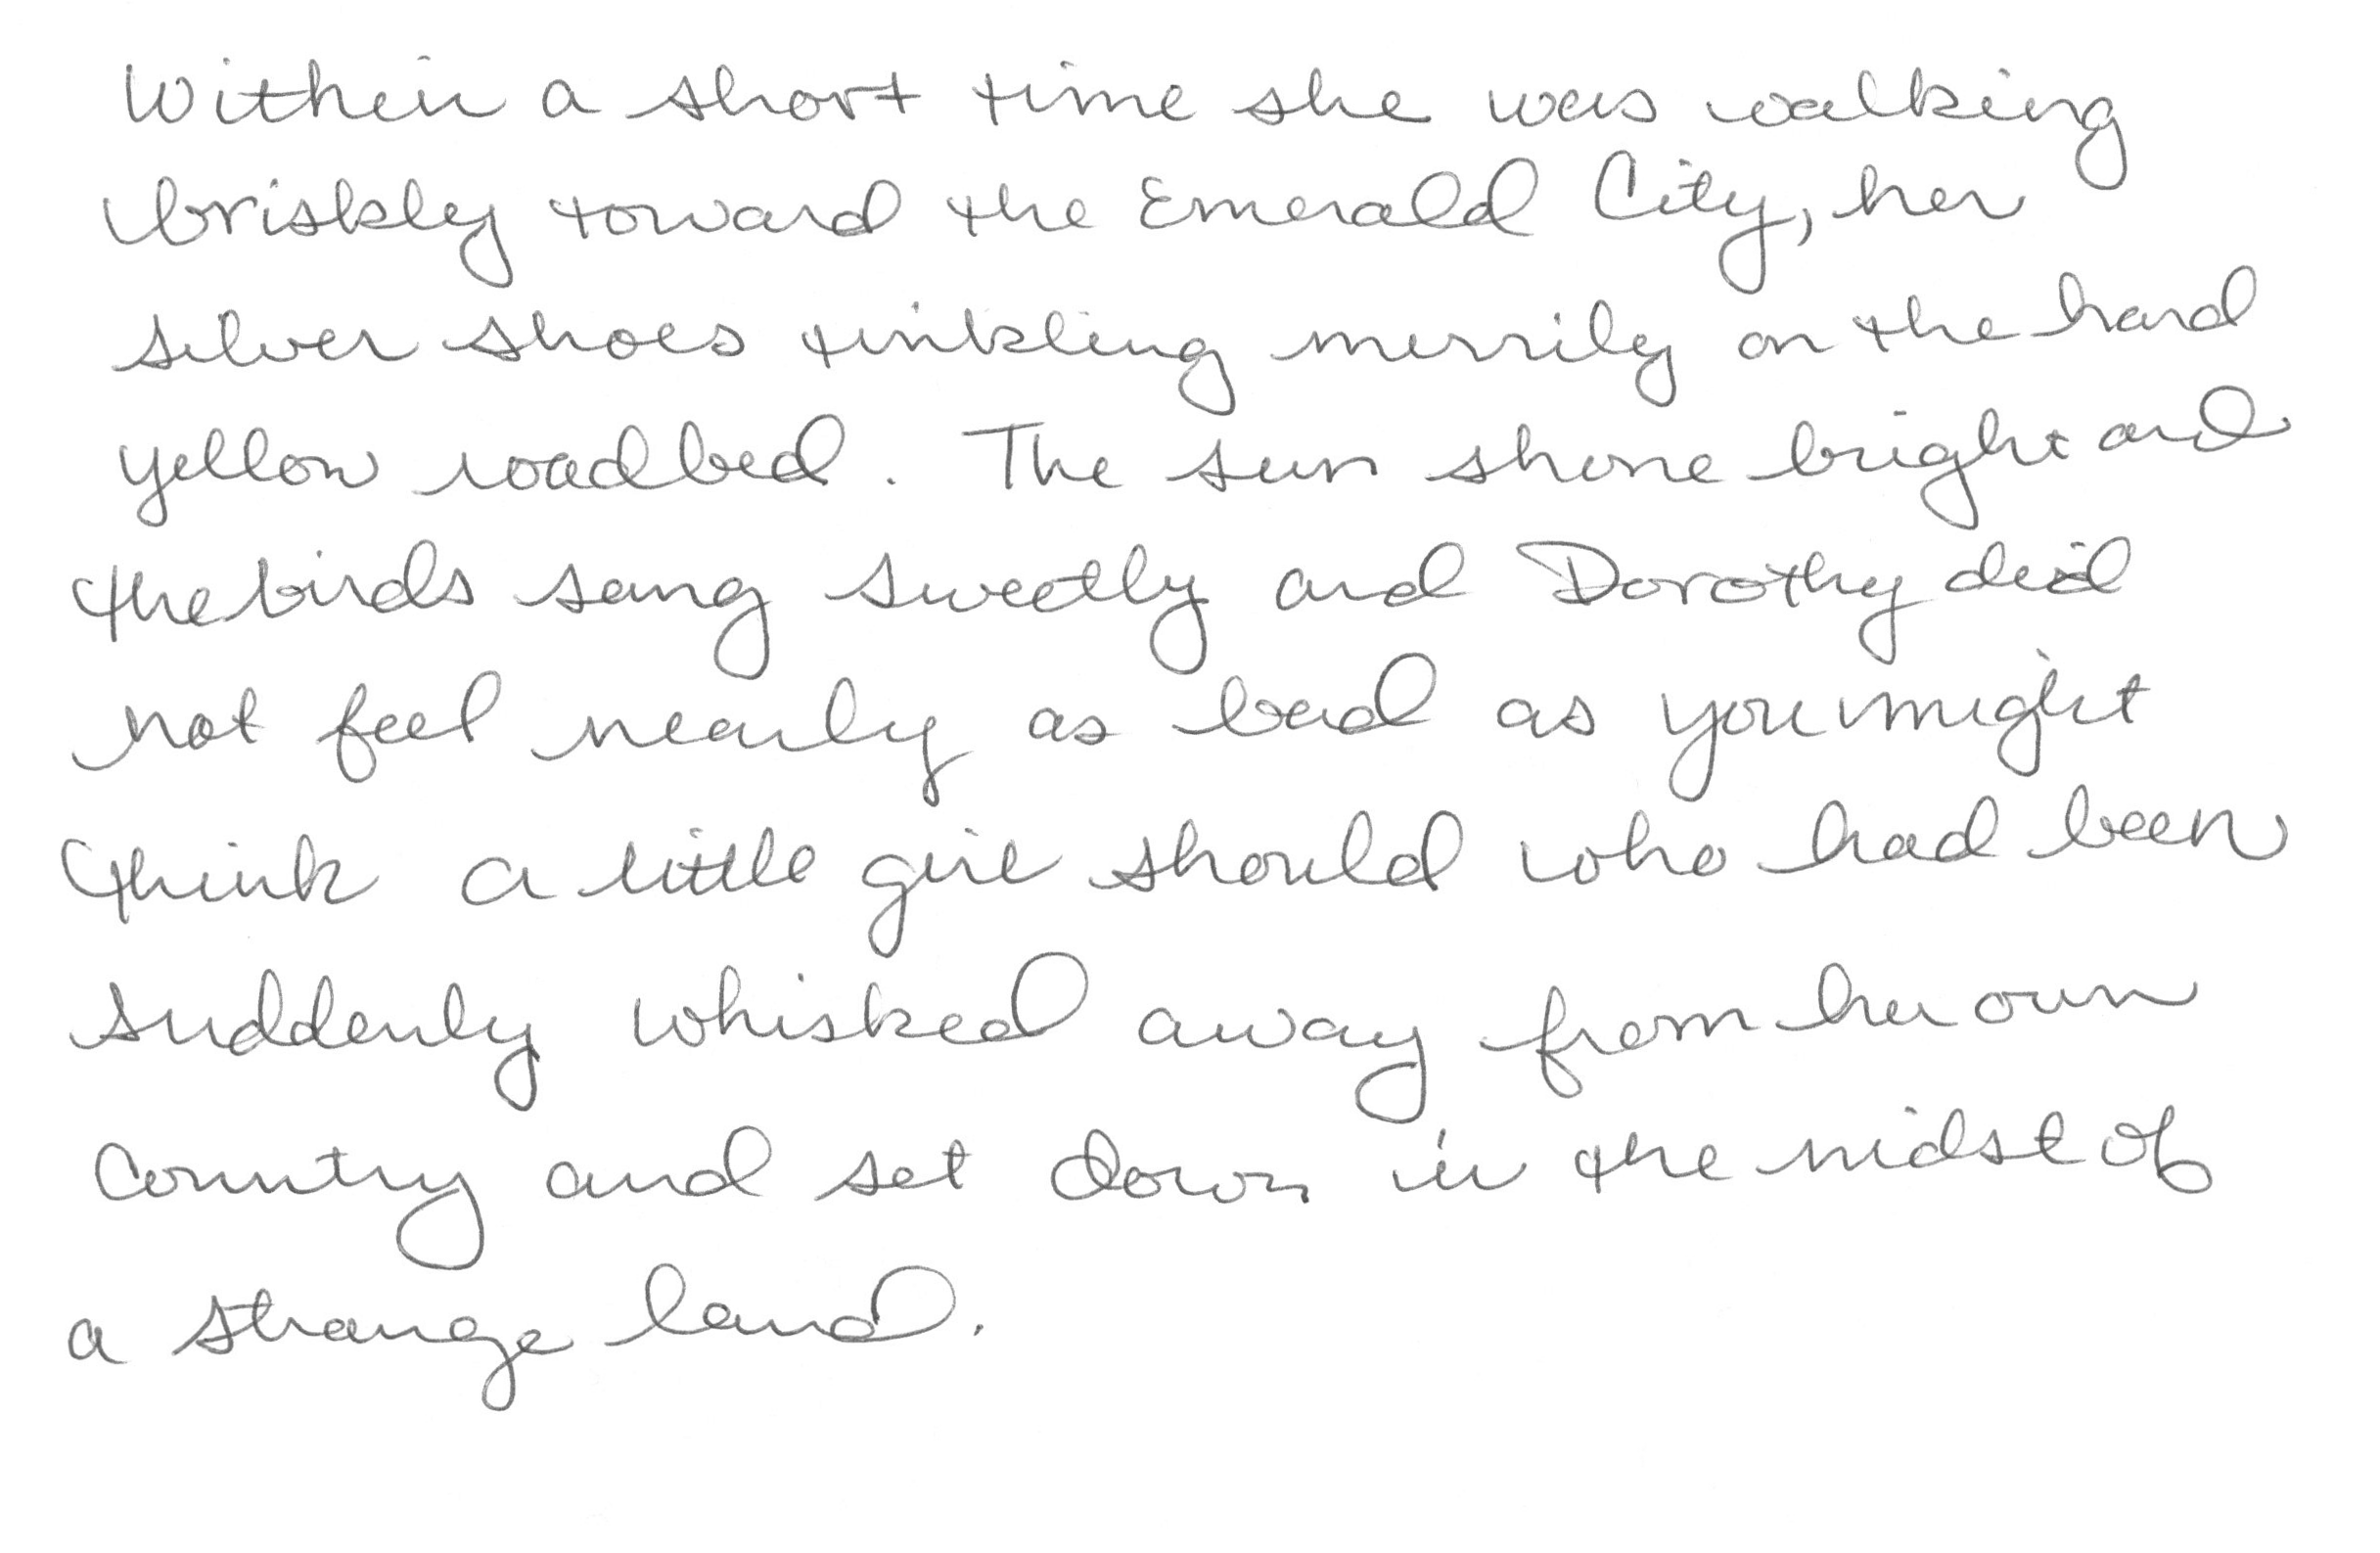 Within a short time she was walking
briskly toward the Emerald City, her
silver shoes tinkling merrily on the hard
yellow roadbed. The sun shone bright and
the birds sang sweetly and Dorothy did
not feel nearly as bad as you might
think a little girl should who had been
suddenly whisked away from her own
country and set down in the midst of
a strange land.